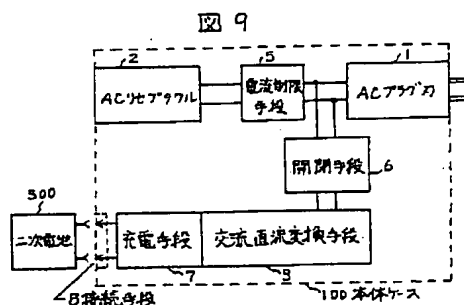 図 9
2
5
1
ACリセプタクル
電流制限
手段
ACプラグ刃
開閉手段
6
300
二次電池
充電手段
交流直流変換手段
7
9
8接続手段
100 本体ケース